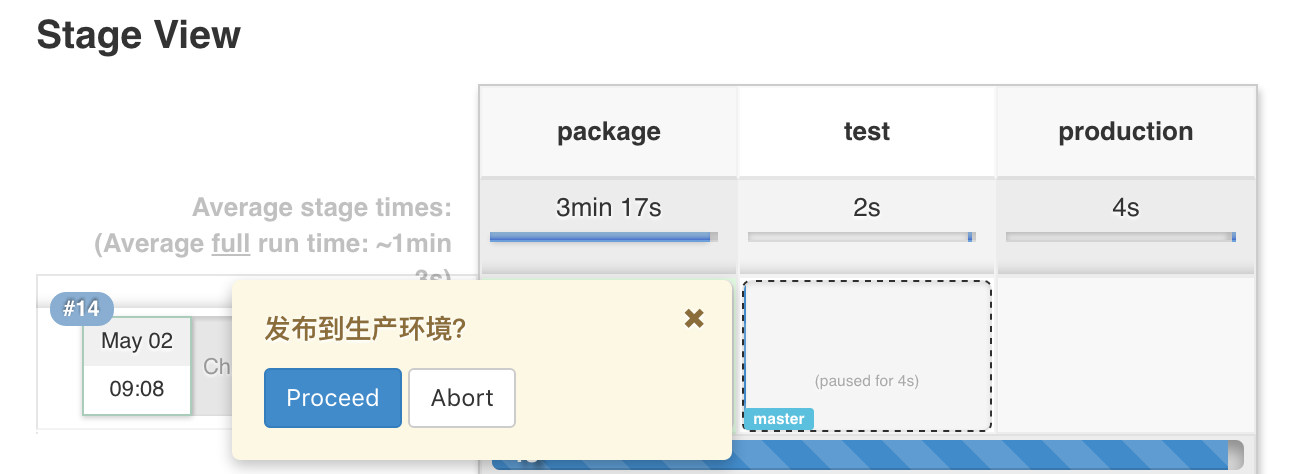 Stage View
package
test
production
Average stage times:
3min 17s
2s
4s
(Average full run time: ~1min
3s)
#14
发布到生产环境?
May 02
Ch
09:08
Proceed
Abort
(paused for 4s)
master